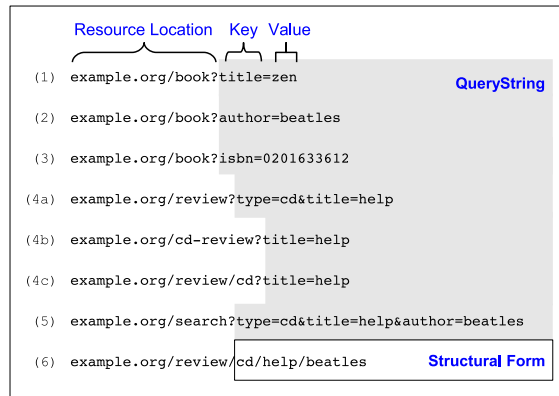 Resource Location Key Value
(1) example.org/book?title=zen QueryString
(2) example.org/book?author=beatles
(3) example.org/book?isbn=0201633612
(4a) example.org/review?type=cd&title=help
(4b) example.org/cd-review?title=help
(4c) example.org/review/cd?title=help
(5) example.org/search?type=cd&title=help&author=beatles
(6) example.org/review/cd/help/beatles Structural Form